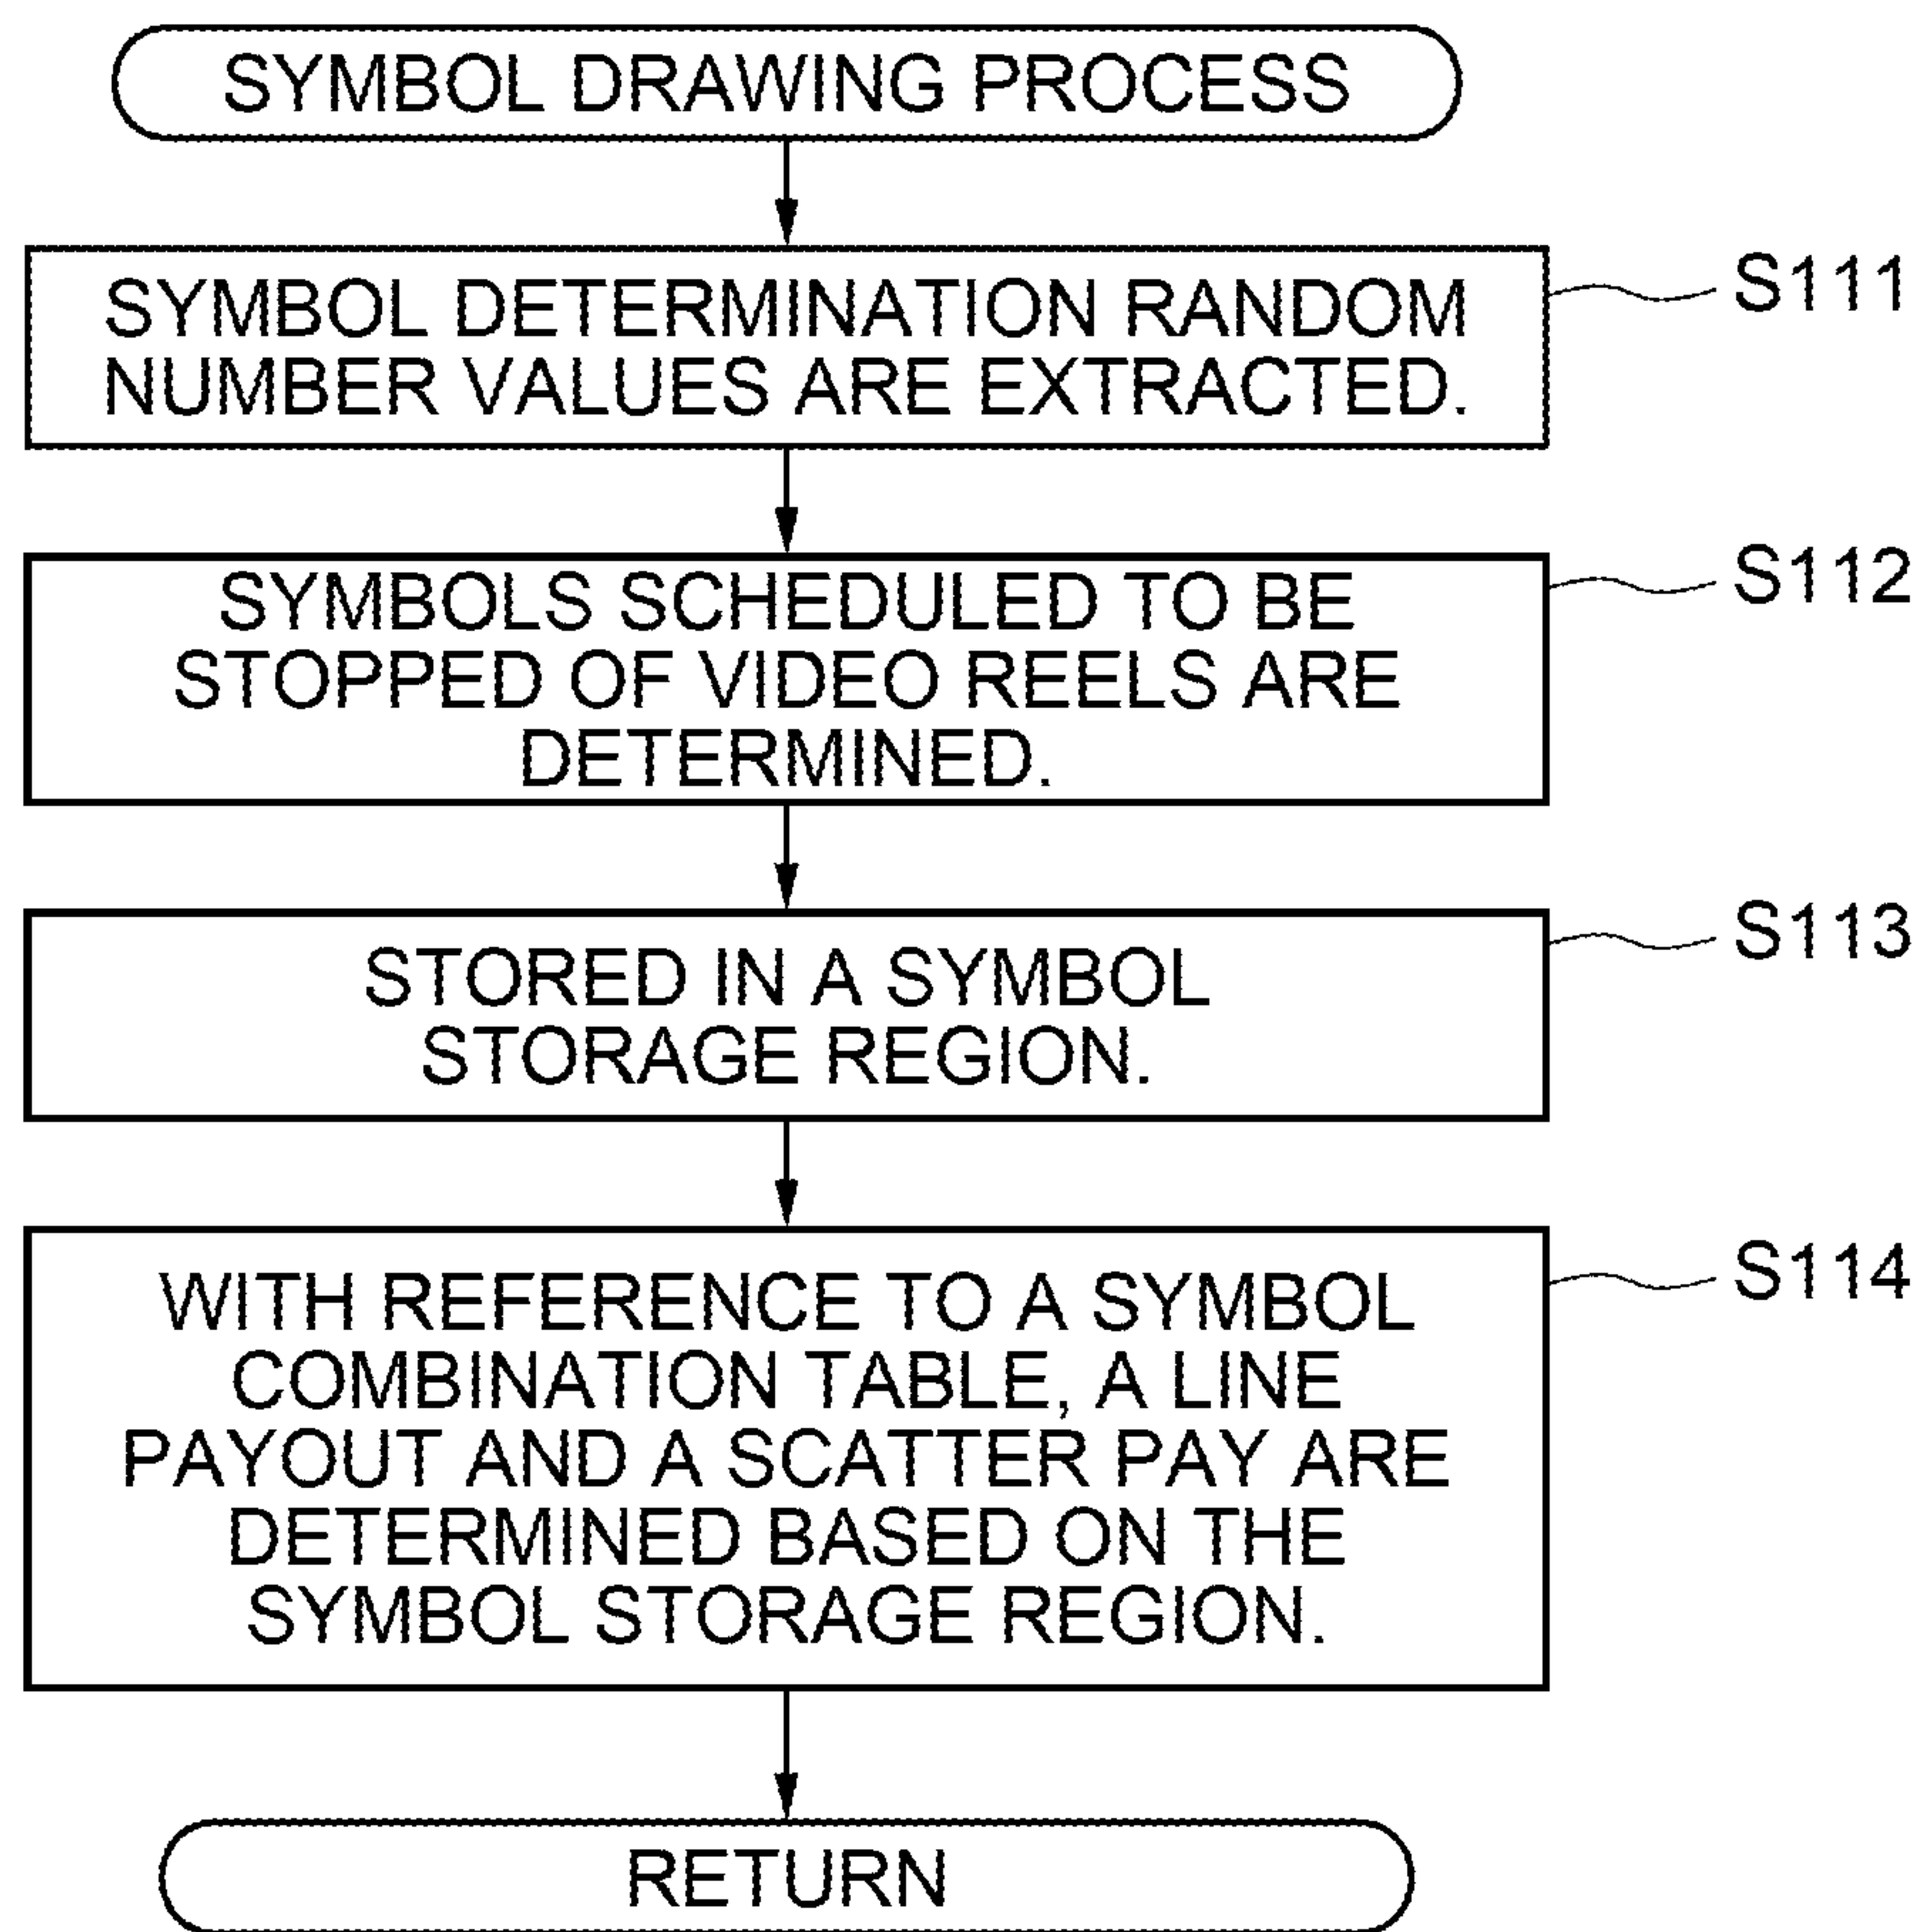 SYMBOL DRAWING PROCESS
SYMBOL DETERMINATION RANDOM
NUMBER VALUES ARE EXTRACTED.
S111
SYMBOLS SCHEDULED TO BE
STOPPED OF VIDEO REELS ARE
DETERMINED.
S112
STORED IN A SYMBOL
STORAGE REGION.
S113
WITH REFERENCE TO A SYMBOL
COMBINATION TABLE, A LINE
PAYOUT AND A SCATTER PAY ARE
DETERMINED BASED ON THE
SYMBOL STORAGE REGION.
S114
RETURN